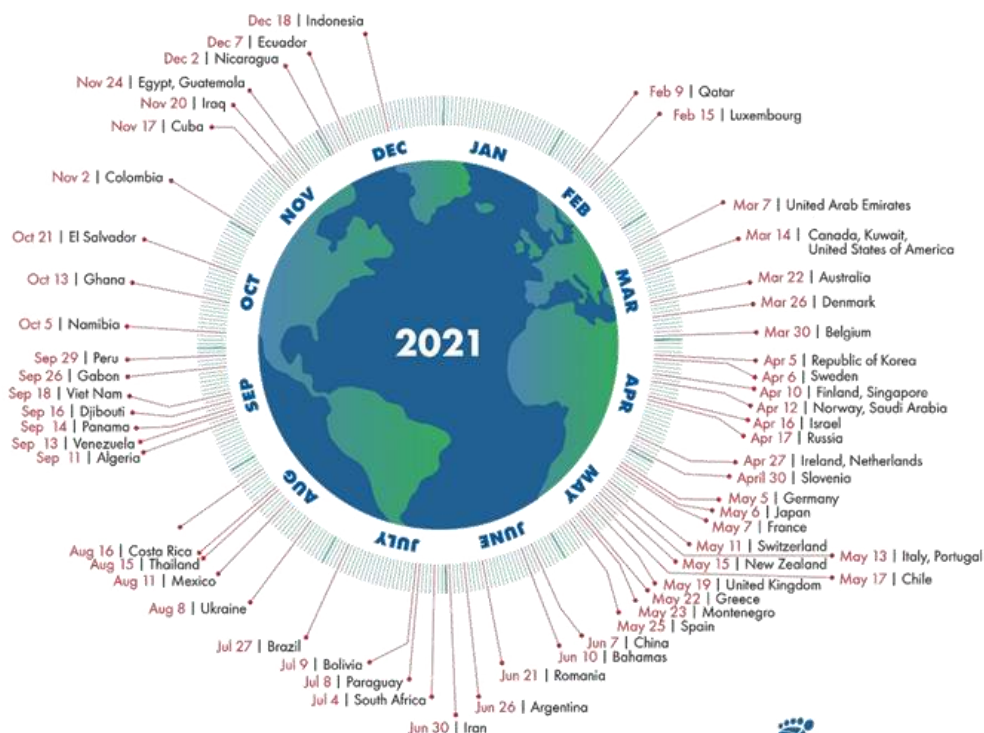 Dec 18 | Indonesia
Dec 7 | Ecuador
Dec 2 | Nicaragua
Nov 24 | Egypt, Guatemala
Nov 20 | Iraq
Nov 17 | Cuba
Nov 2 | Colombia
Oct 21 | El Salvador
Oct 13 | Ghana
Oct 5 | Namibia
Sep 29 | Peru
Sep 26 | Gabon
Sep 18 | Viet Nam
Sep 16 | Djibouti
Sep 14 | Panama
Sep 13 | Venezuela
Sep 11 | Algeria
Aug 16 | Costa Rica
Aug 15 | Thailand
Aug 11 | Mexico
Aug 8 | Ukraine
Jul 27 | Brazil
Jul 9 | Bolivia
Jul 8 | Paraguay
Jul 4 | South Africa
Jun 30 | Iran
Feb 9 | Qatar
Feb 15 | Luxembourg
Mar 7 | United Arab Emirates
Mar 14 | Canada, Kuwait,
United States of America
Mar 22 | Australia
Mar 26 | Denmark
Mar 30 | Belgium
Apr 5 | Republic of Korea
Apr 6 | Sweden
Apr 10 | Finland, Singapore
Apr 12 | Norway, Saudi Arabia
Apr 16 | Israel
Apr 17 | Russia
Apr 27 | Ireland, Netherlands
April 30 | Slovenia
May 5 | Germany
May 6 | Japan
May 7 | France
May 11 | Switzerland
May 13 | Italy, Portugal
May 15 | New Zealand
May 17 | Chile
May 19 | United Kingdom
May 22 | Greece
May 23 | Montenegro
May 25 | Spain
Jun 7 | China
Jun 10 | Bahamas
Jun 21 | Romania
Jun 26 | Argentina
JAN
FEB
MAR
APR
MAY
JUNE
JULY
AUG
SEP
OCT
NOV
DEC
2021